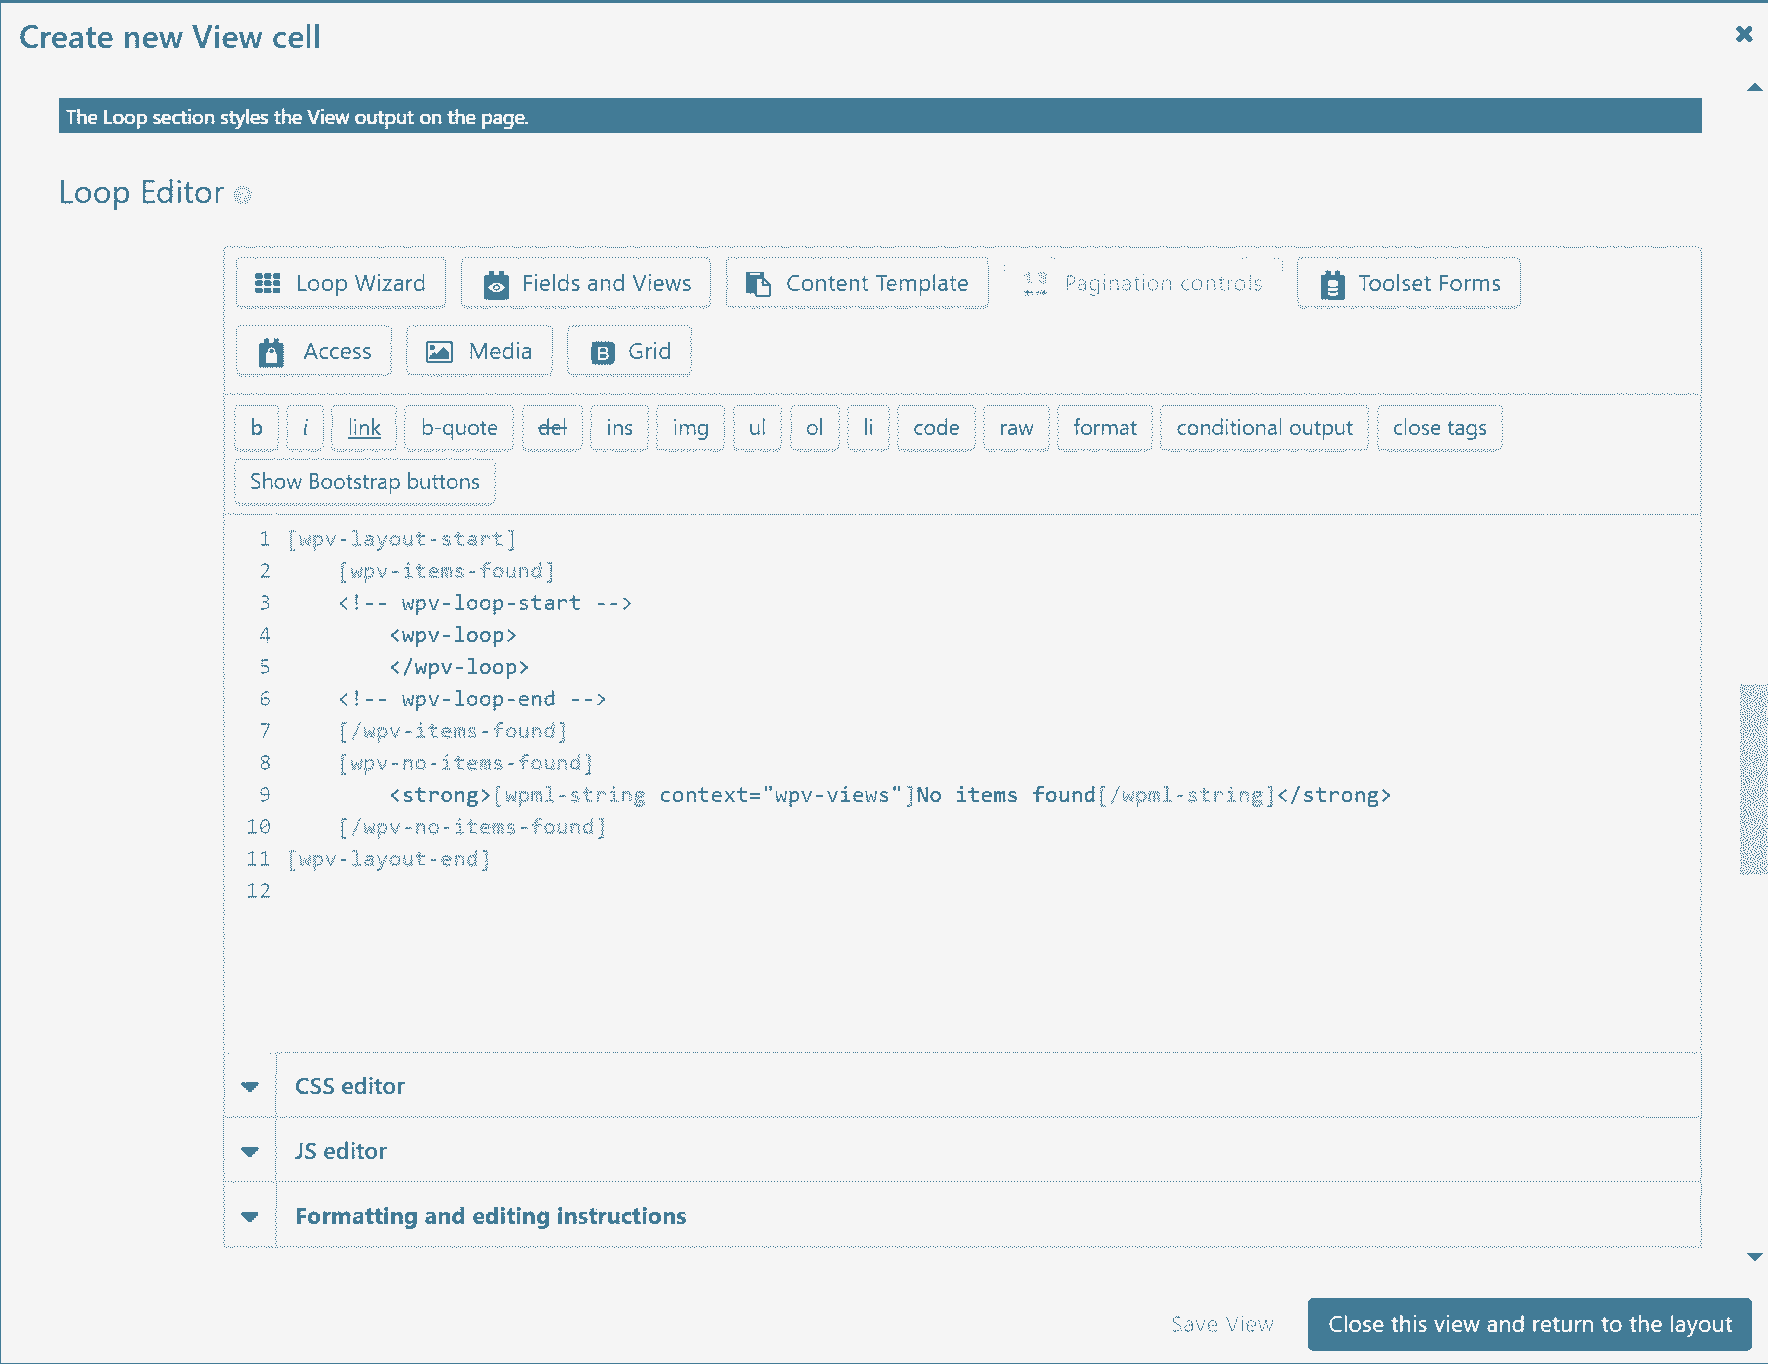 Create new View cell
The Loop section styles the View output on the page.
Loop Editor
Loop Wizard Fields and Views Content Template Pagination controls Toolset Forms
Access Media B Grid
b i link b-quote del ins img ul ol li code raw format conditional output close tags
Show Bootstrap buttons
1 [wpv-layout-start]
2 [wpv-items-found]
3 <!-- wpv-loop-start -->
4 <wpv-loop>
5 </wpv-loop>
6 <!-- wpv-loop-end -->
7 [/wpv-items-found]
8 [wpv-no-items-found]
9 <strong>[wpml-string context="wpv-views"]No items found[/wpml-string]</strong>
10 [/wpv-no-items-found]
11 [wpv-layout-end]
12
CSS editor
JS editor
Formatting and editing instructions
Save View Close this view and return to the layout